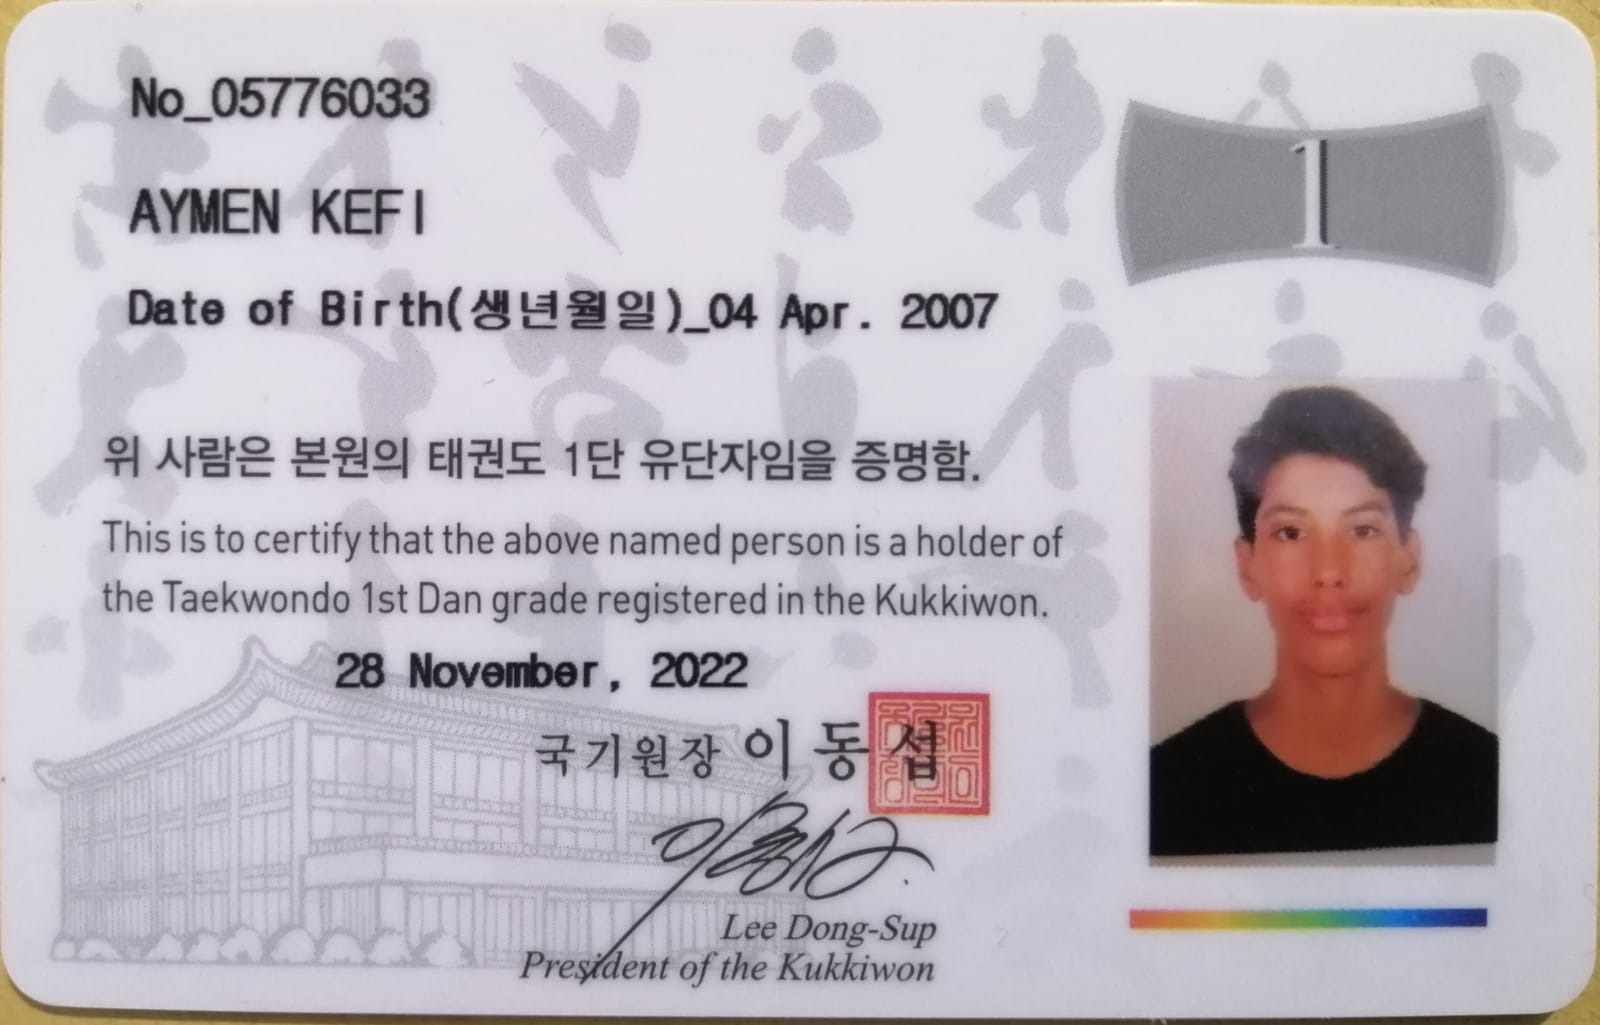 No_05776033
1
AYMEN KEFI
Date of Birth(생년월일)_04 Apr. 2007
위 사람은 본원의 태권도 1단 유단자임을 증명함.
This is to certify that the above named person is a holder of
the Taekwondo 1st Dan grade registered in the Kukkiwon.
28 November, 2022
국기원장 이동섭
Lee Dong-Sup
President of the Kukkiwon